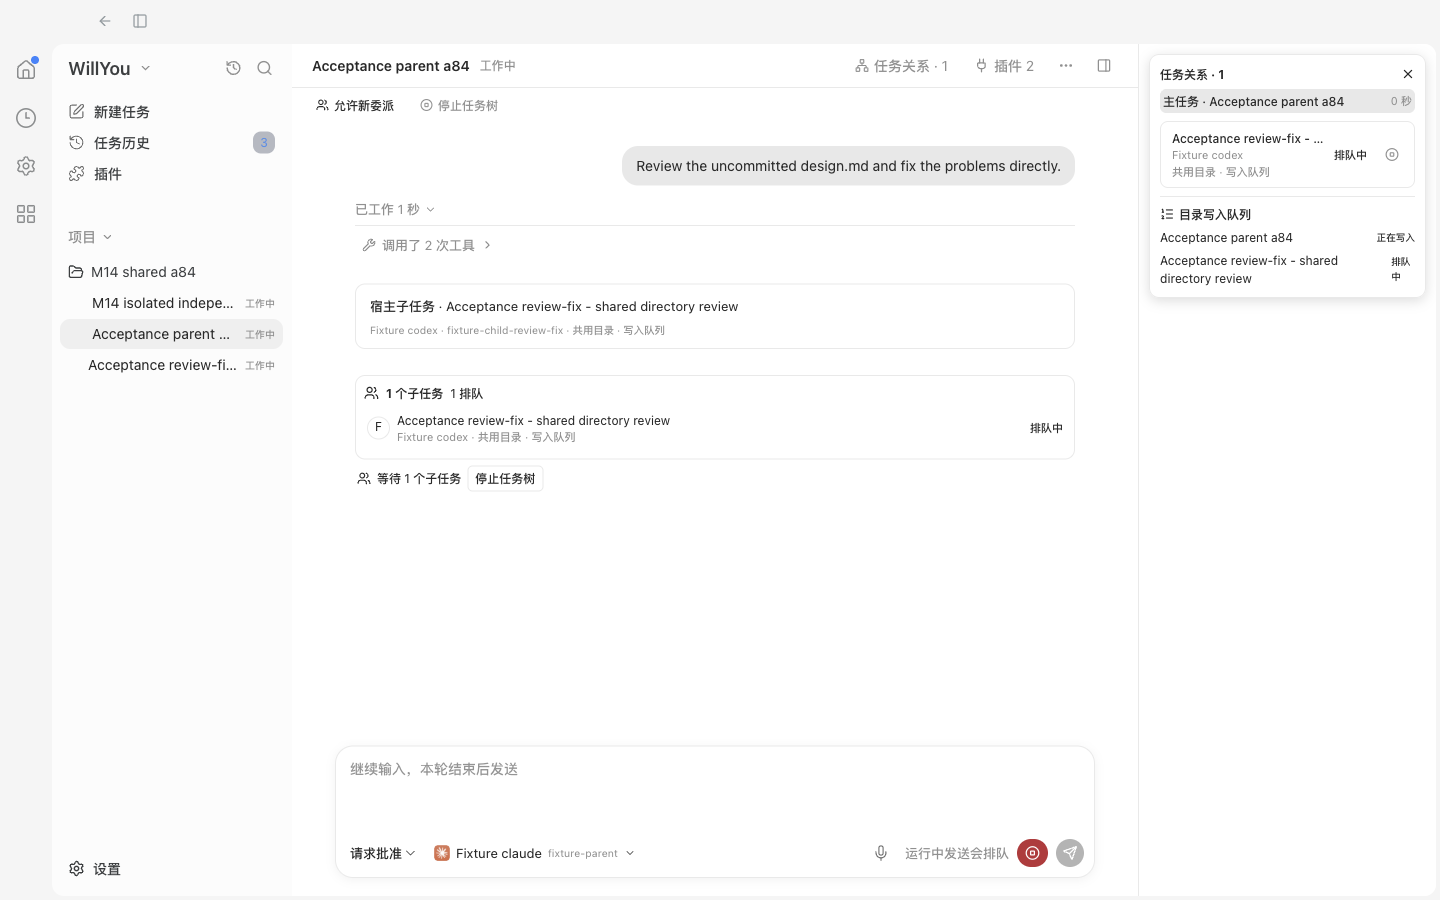 WillYou
新建任务
任务历史 3
插件
项目
M14 shared a84
M14 isolated indepe... 工作中
Acceptance parent ... 工作中
Acceptance review-fi... 工作中
设置
Acceptance parent a84 工作中
任务关系 · 1 插件 2
允许新委派 停止任务树
Review the uncommitted design.md and fix the problems directly.
已工作 1 秒
调用了 2 次工具
宿主子任务 · Acceptance review-fix - shared directory review
Fixture codex · fixture-child-review-fix · 共用目录 · 写入队列
1 个子任务 1 排队
F
Acceptance review-fix - shared directory review
Fixture codex · 共用目录 · 写入队列
排队中
等待 1 个子任务 停止任务树
继续输入，本轮结束后发送
请求批准 Fixture claude fixture-parent 运行中发送会排队
任务关系 · 1
主任务 · Acceptance parent a84 0 秒
Acceptance review-fix - ...
Fixture codex
共用目录 · 写入队列
排队中
目录写入队列
Acceptance parent a84 正在写入
Acceptance review-fix - shared
directory review
排队
中